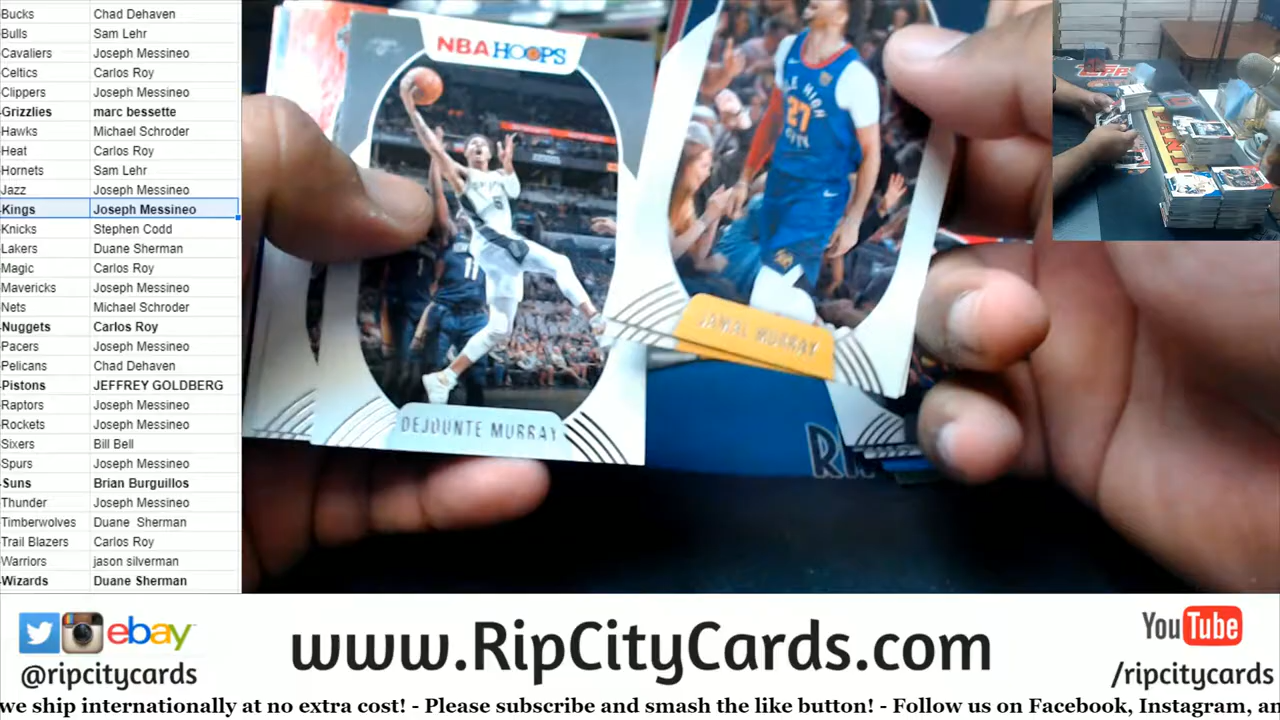 Bucks Chad Dehaven
Bulls Sam Lehr
Cavaliers Joseph Messineo
Celtics Carlos Roy
Clippers Joseph Messineo
Grizzlies marc bessette
Hawks Michael Schroder
Heat Carlos Roy
Hornets Sam Lehr
Jazz Joseph Messineo
Kings Joseph Messineo
Knicks Stephen Codd
Lakers Duane Sherman
Magic Carlos Roy
Mavericks Joseph Messineo
Nets Michael Schroder
Nuggets Carlos Roy
Pacers Joseph Messineo
Pelicans Chad Dehaven
Pistons JEFFREY GOLDBERG
Raptors Joseph Messineo
Rockets Joseph Messineo
Sixers Bill Bell
Spurs Joseph Messineo
Suns Brian Burguillos
Thunder Joseph Messineo
Timberwolves Duane Sherman
Trail Blazers Carlos Roy
Warriors jason silverman
Wizards Duane Sherman
NBA HOOPS
5
11
DEJOUNTE MURRAY
MILE HIGH
27
CITY
JAMAL MURRAY
ebay
@ripcitycards
www.RipCityCards.com
YouTube
/ripcitycards
we ship internationally at no extra cost! - Please subscribe and smash the like button! - Follow us on Facebook, Instagram, an